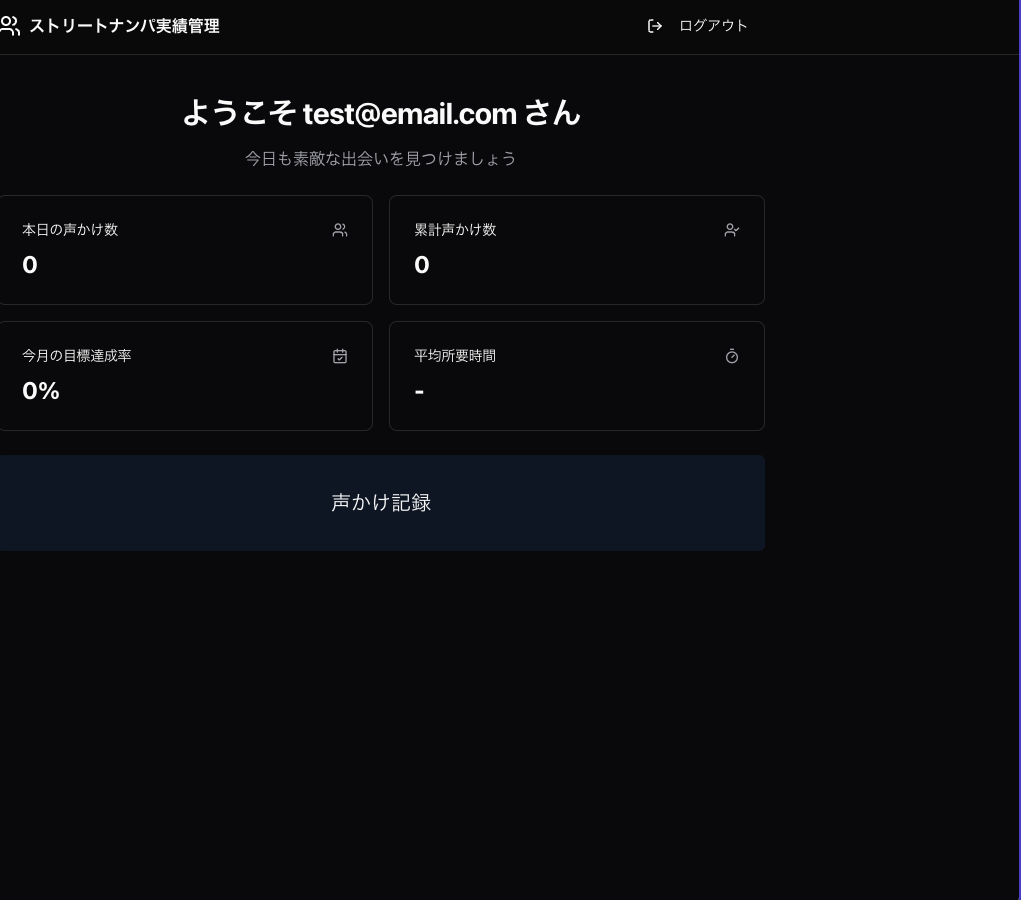 ストリートナンパ実績管理
ログアウト
ようこそ test@email.com さん
今日も素敵な出会いを見つけましょう
本日の声かけ数
0
累計声かけ数
0
今月の目標達成率
0%
平均所要時間
-
声かけ記録